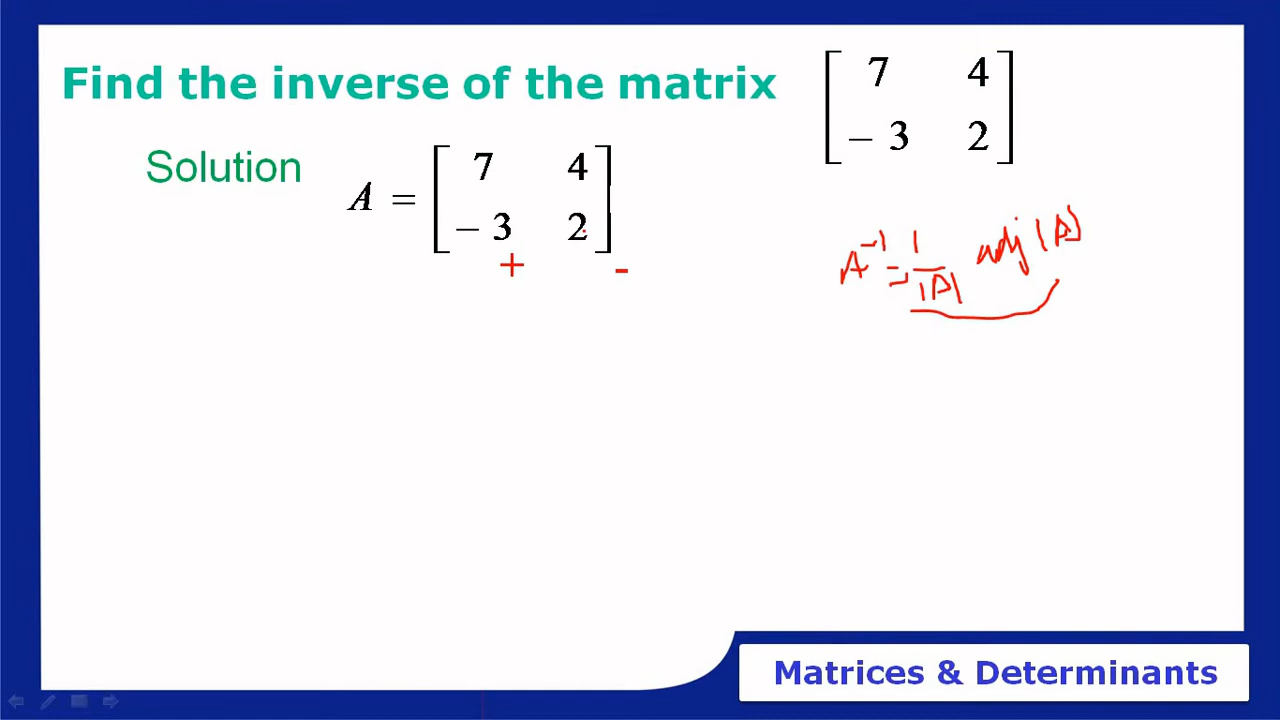 Find the inverse of the matrix [ 7 4
- 3 2 ]
Solution
A = [ 7 4
- 3 2 ]
+ -
A⁻¹ = 1/|A| adj (A)
Matrices & Determinants